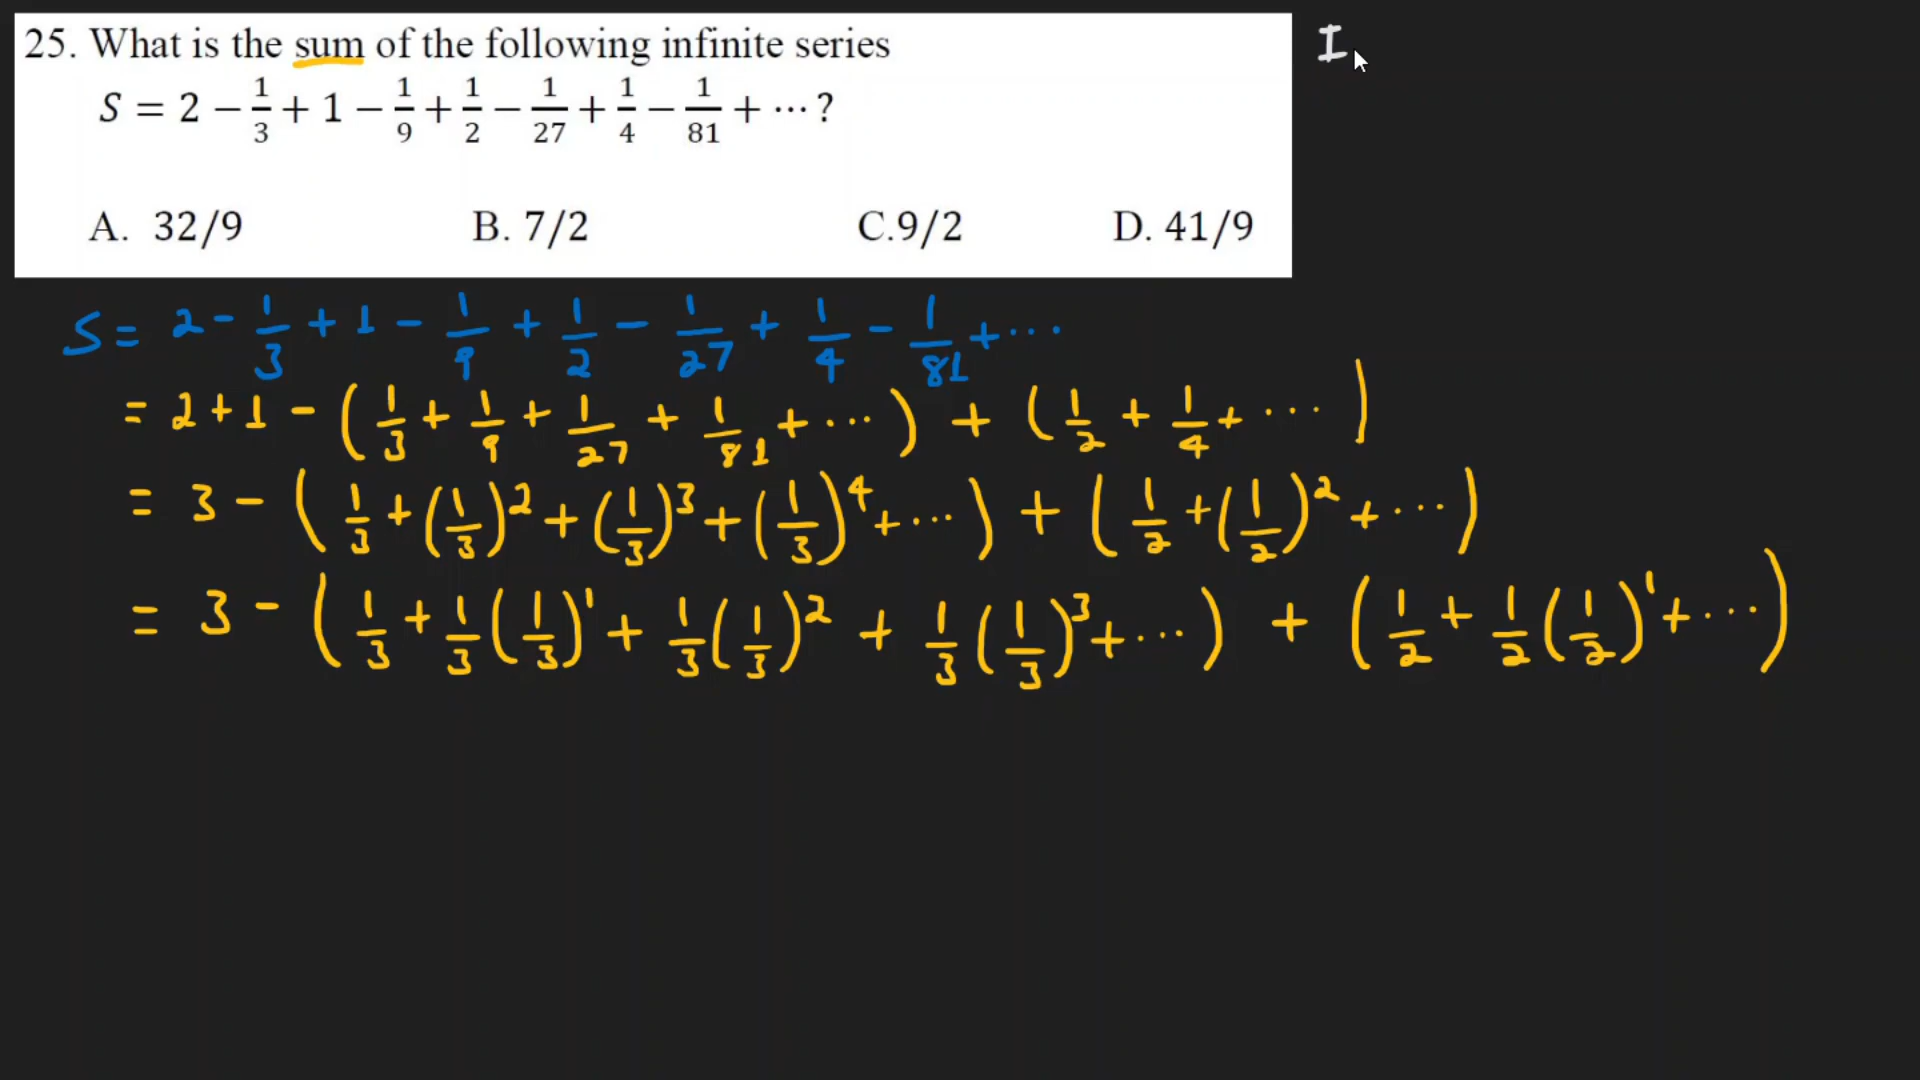 25. What is the sum of the following infinite series
S = 2 − 1/3 + 1 − 1/9 + 1/2 − 1/27 + 1/4 − 1/81 + ⋯ ?
A. 32/9 B. 7/2 C.9/2 D. 41/9
I
S = 2 - 1/3 + 1 - 1/9 + 1/2 - 1/27 + 1/4 - 1/81 + ⋯
= 2 + 1 - (1/3 + 1/9 + 1/27 + 1/81 + ⋯) + (1/2 + 1/4 + ⋯)
= 3 - (1/3 + (1/3)^2 + (1/3)^3 + (1/3)^4 + ⋯) + (1/2 + (1/2)^2 + ⋯)
= 3 - (1/3 + 1/3(1/3)^1 + 1/3(1/3)^2 + 1/3(1/3)^3 + ⋯) + (1/2 + 1/2(1/2)^1 + ⋯)